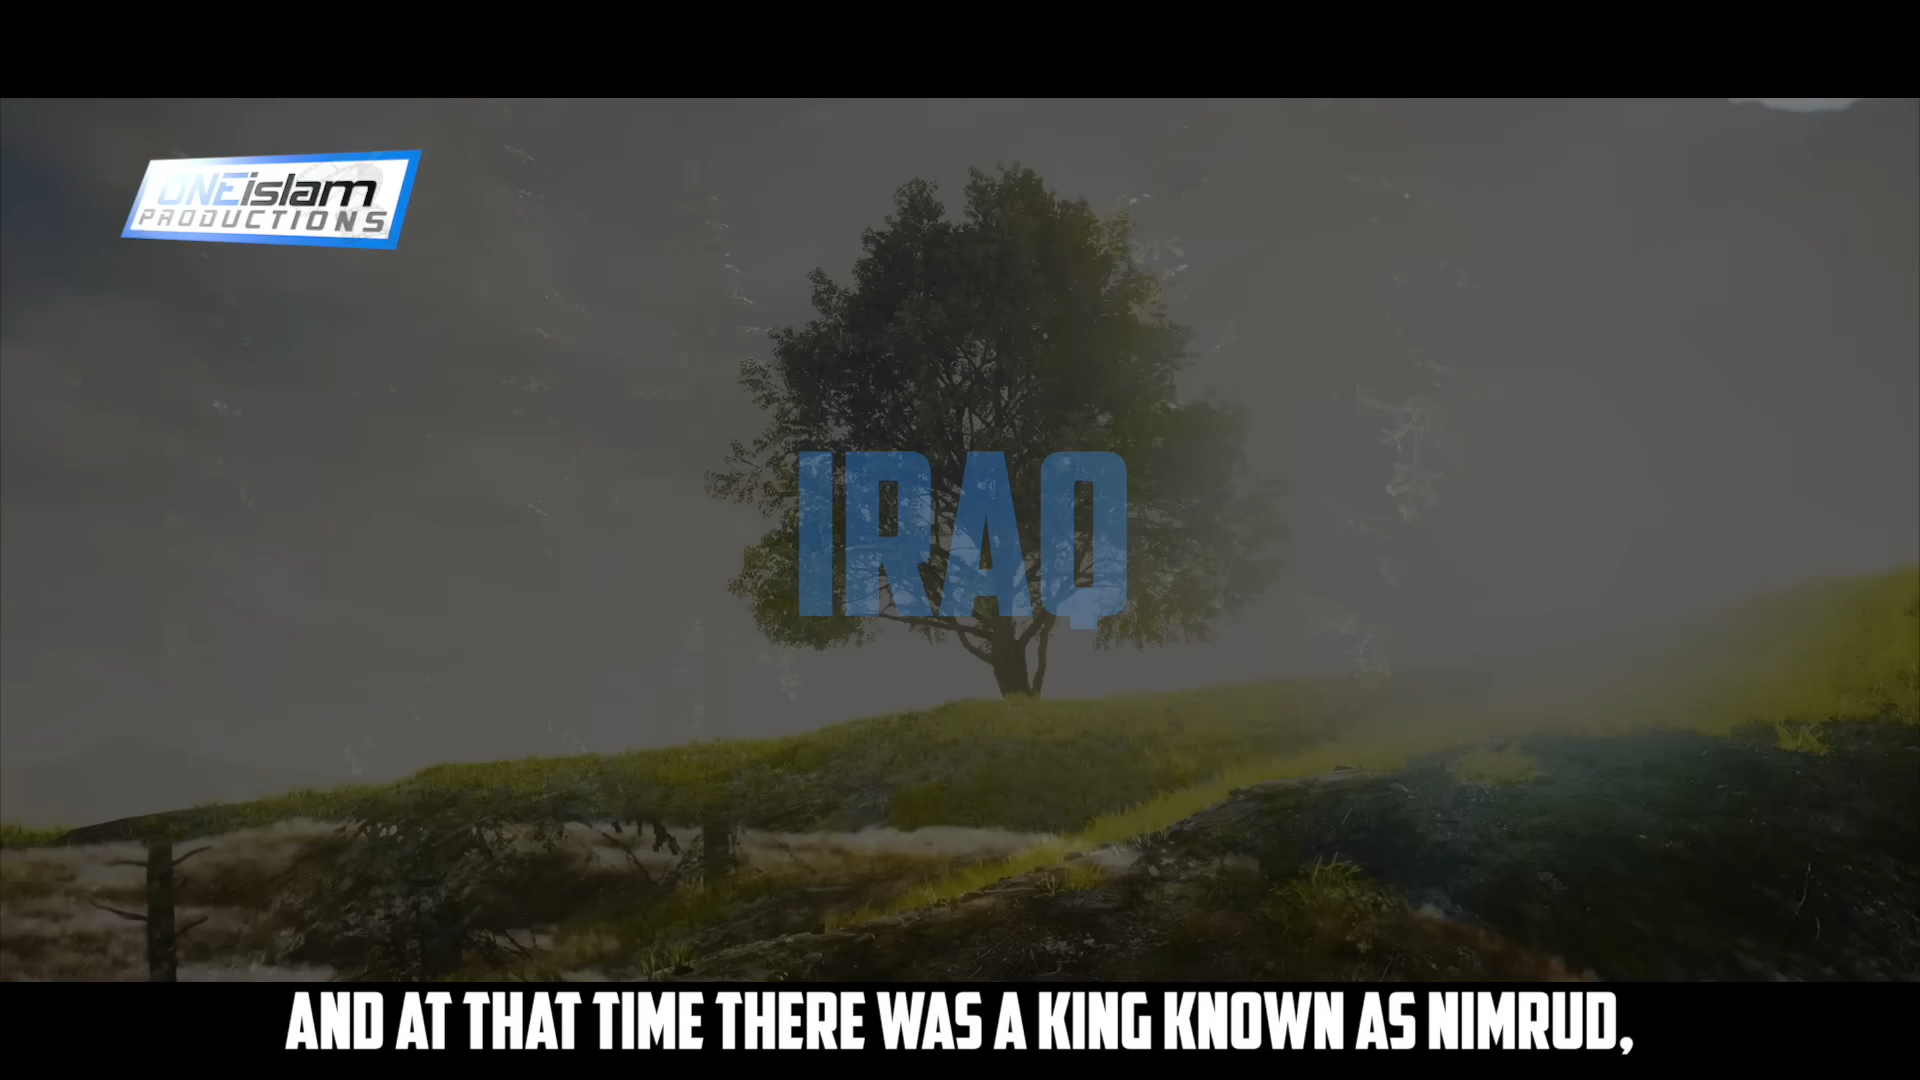 ONEislam
PRODUCTIONS
IRAQ
AND AT THAT TIME THERE WAS A KING KNOWN AS NIMRUD,